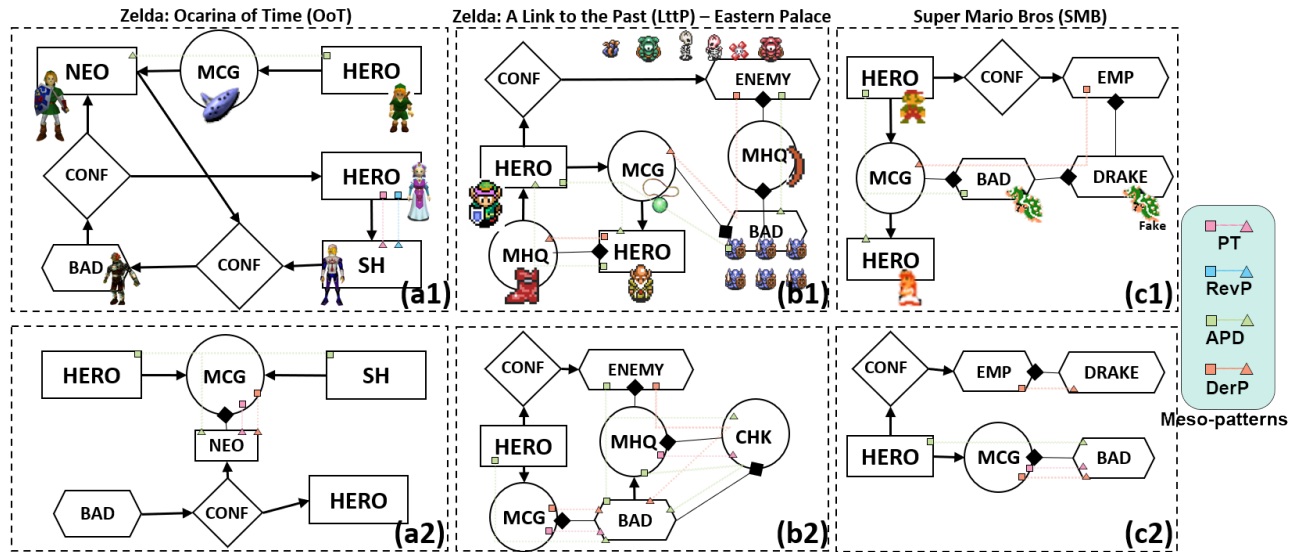 Zelda: Ocarina of Time (OoT)
Zelda: A Link to the Past (LttP) – Eastern Palace
Super Mario Bros (SMB)
NEO
MCG
HERO
CONF
HERO
BAD
CONF
SH
(a1)
CONF
ENEMY
HERO
MCG
MHQ
MHQ
HERO
BAD
(b1)
HERO
CONF
EMP
MCG
BAD
DRAKE
Fake
HERO
(c1)
PT
RevP
APD
DerP
Meso-patterns
HERO
MCG
SH
NEO
BAD
CONF
HERO
(a2)
CONF
ENEMY
HERO
MHQ
CHK
MCG
BAD
(b2)
CONF
EMP
DRAKE
HERO
MCG
BAD
(c2)